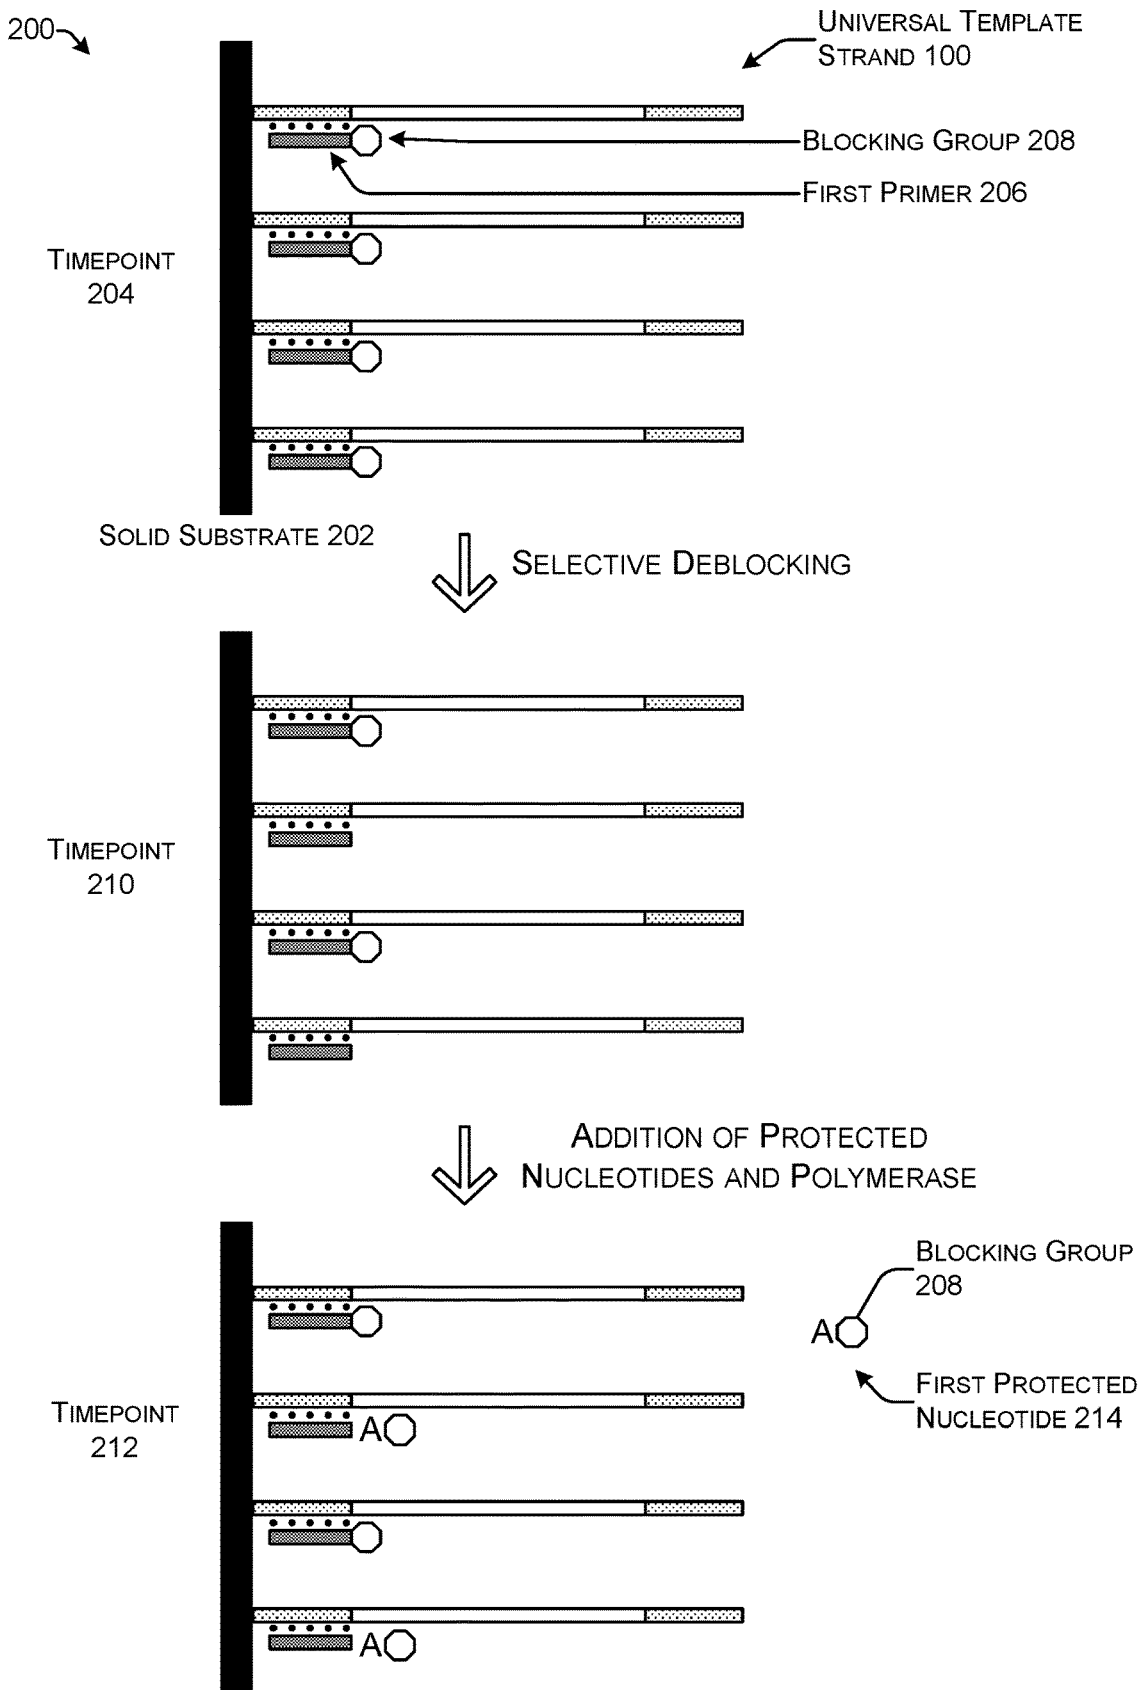 200
UNIVERSAL TEMPLATE
STRAND 100
BLOCKING GROUP 208
FIRST PRIMER 206
TIMEPOINT
204
SOLID SUBSTRATE 202
SELECTIVE DEBLOCKING
TIMEPOINT
210
ADDITION OF PROTECTED
NUCLEOTIDES AND POLYMERASE
BLOCKING GROUP
208
A
FIRST PROTECTED
NUCLEOTIDE 214
TIMEPOINT
212
A
A